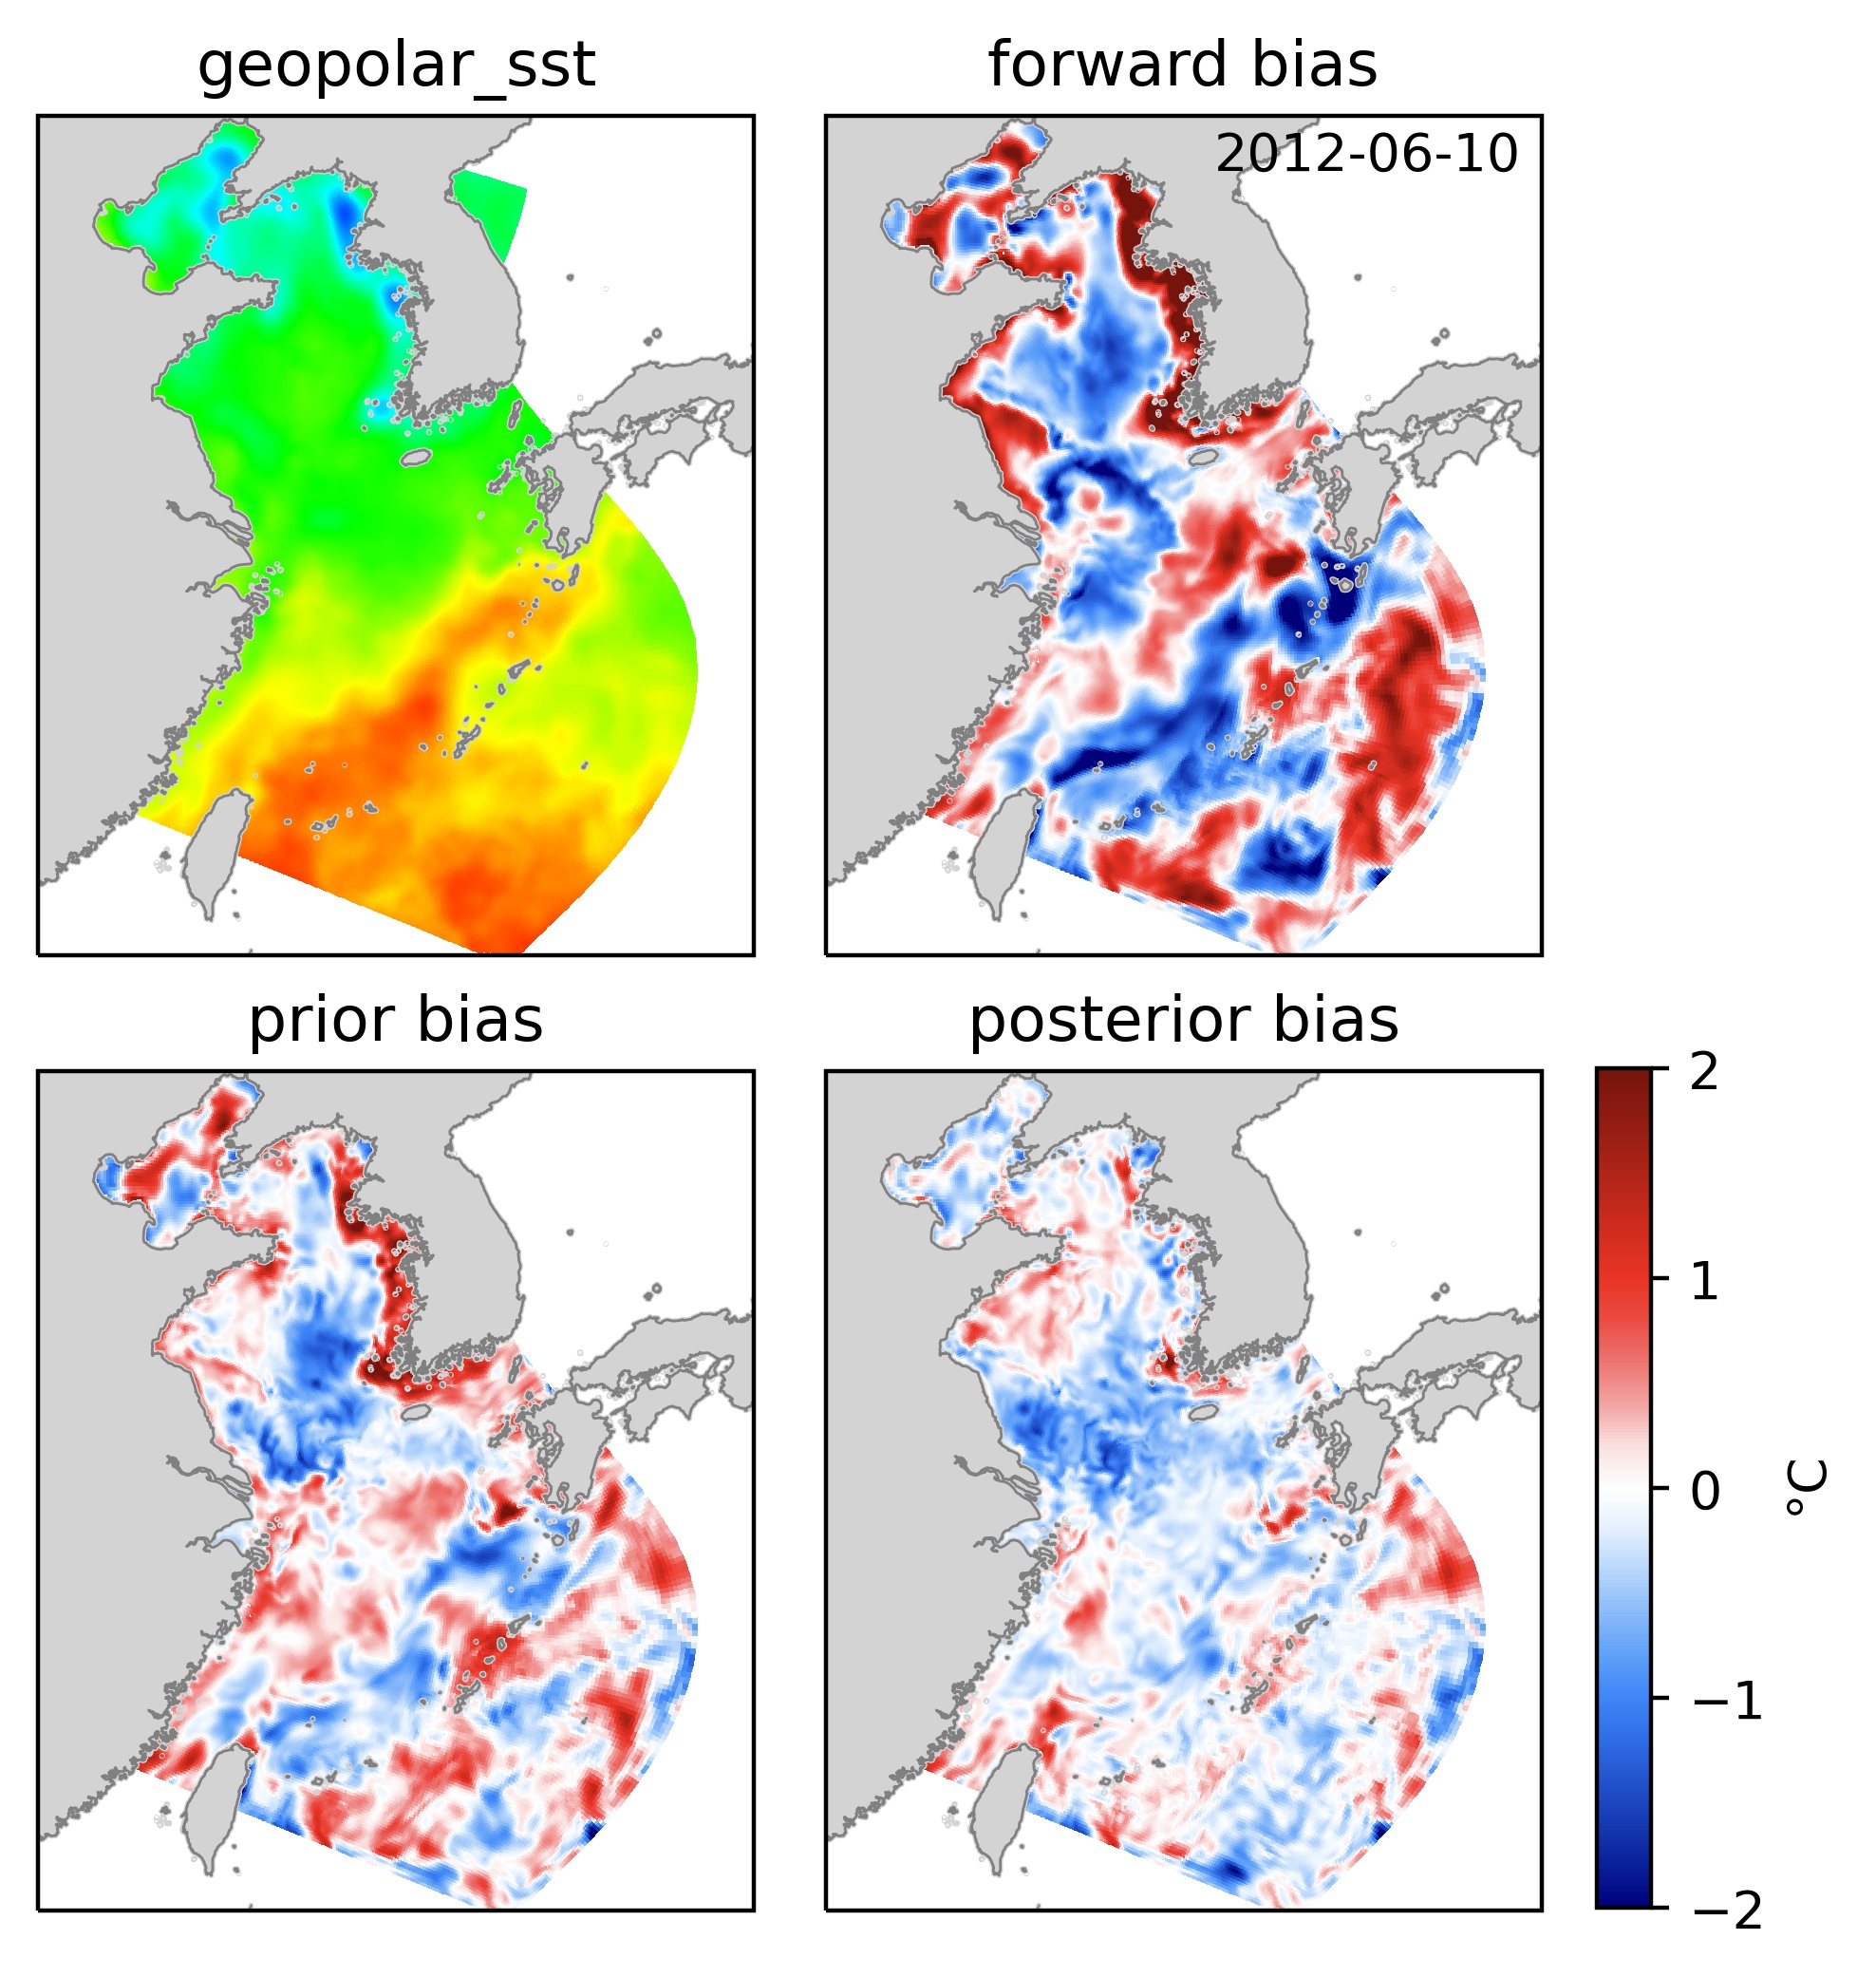 geopolar_sst
forward bias
2012-06-10
prior bias
posterior bias
2
1
0
−1
−2
°C